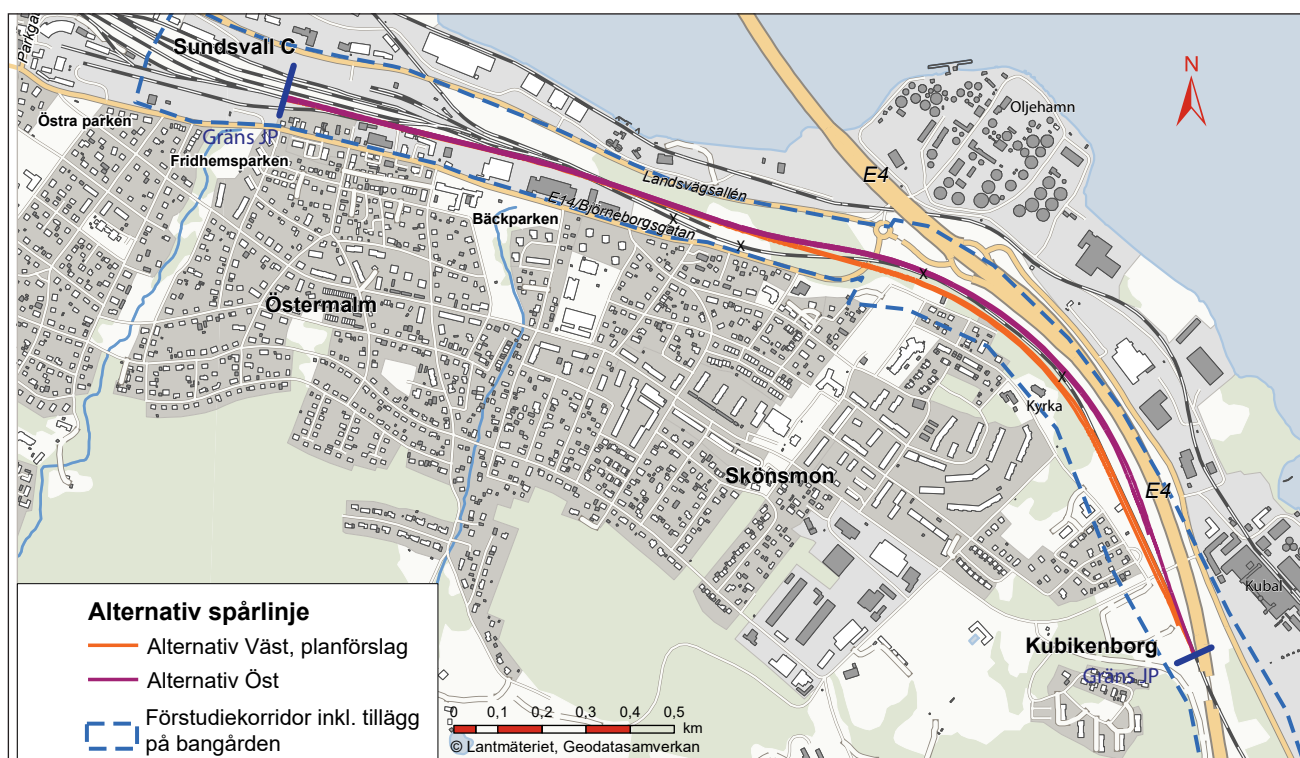 Parkga
Sundsvall C
N
Oljehamn
Östra parken
Gräns JP
Fridhemsparken
E4
Landsvägsallén
E14/Björneborgsgatan
Bäckparken
x
x
x
x
Östermalm
Kyrka
Skönsmon
E4
Kubal
Kubikenborg
Gräns JP
Alternativ spårlinje
Alternativ Väst, planförslag
Alternativ Öst
Förstudiekorridor inkl. tillägg
på bangården
0 0,1 0,2 0,3 0,4 0,5
km
© Lantmäteriet, Geodatasamverkan